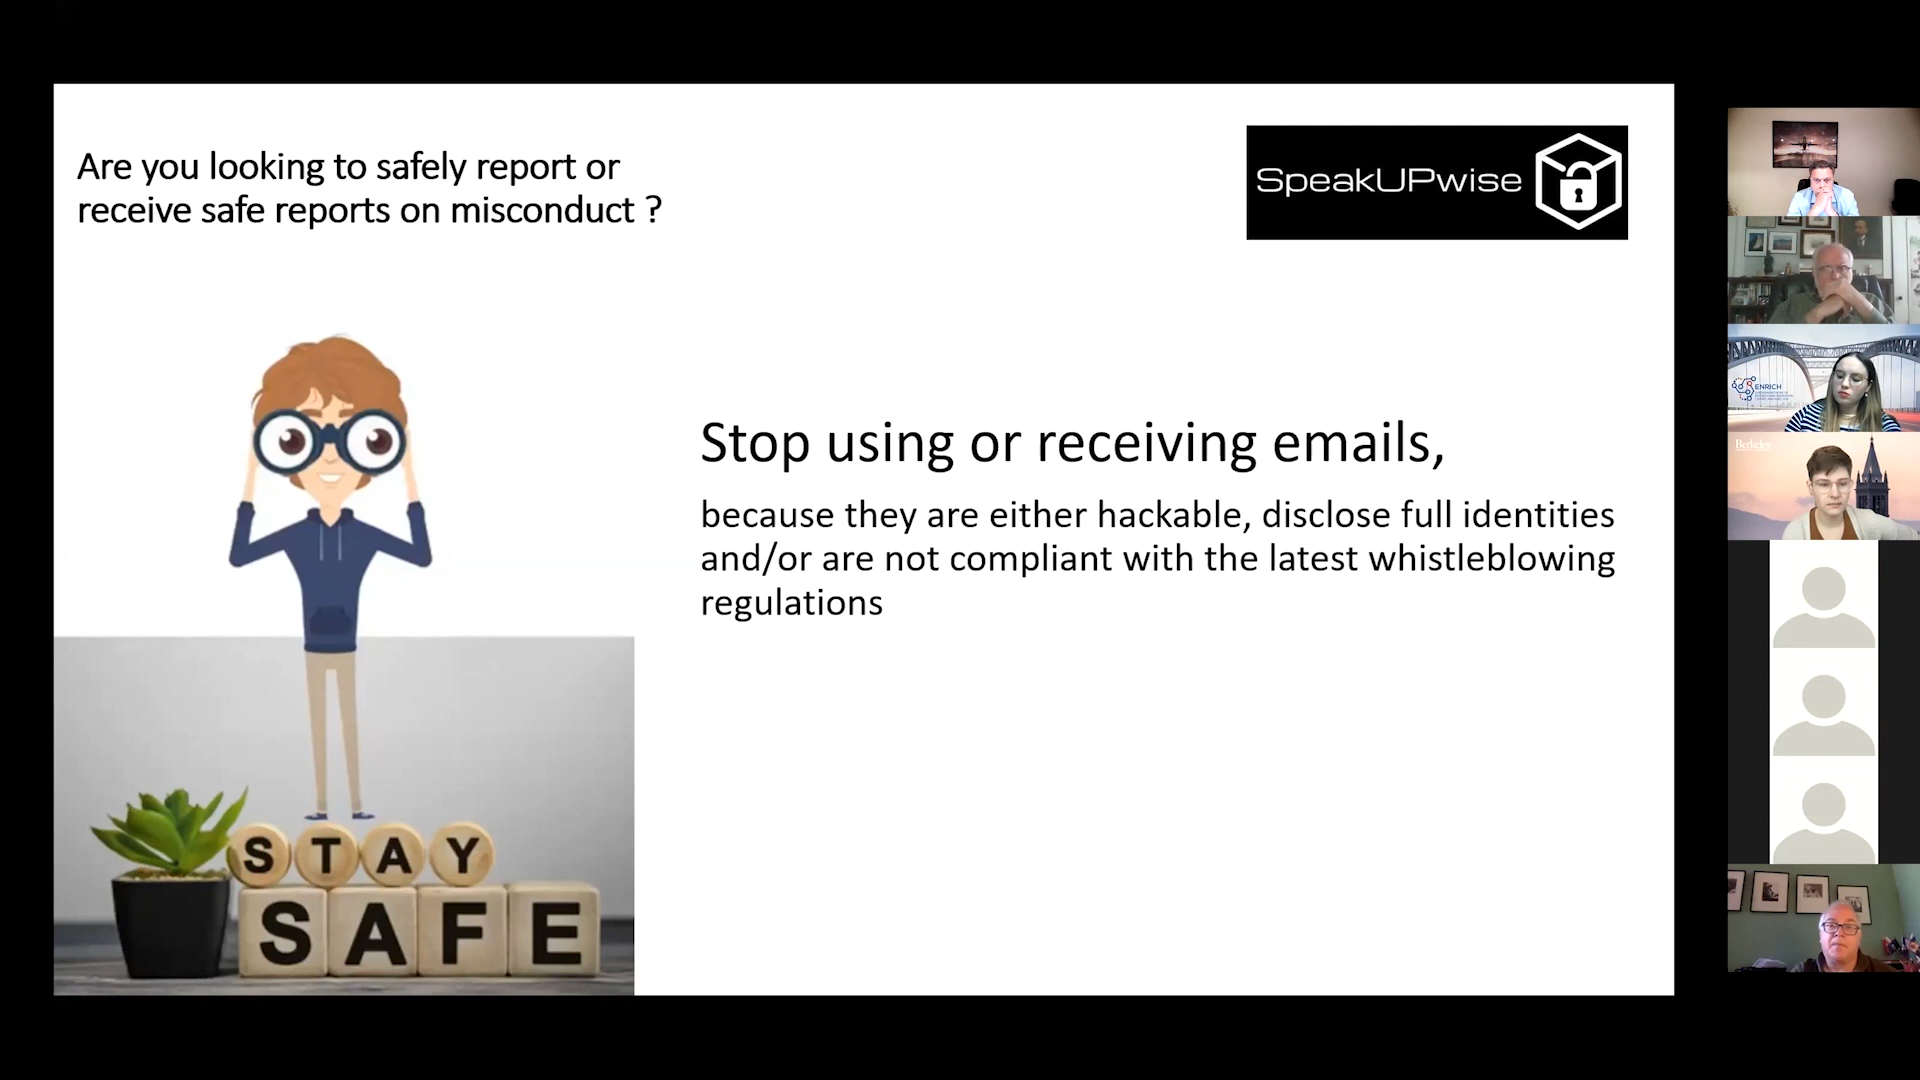 Are you looking to safely report or
receive safe reports on misconduct ?
SpeakUPwise
Stop using or receiving emails,
because they are either hackable, disclose full identities
and/or are not compliant with the latest whistleblowing
regulations
STAY
SAFE
ENRICH
Berkeley